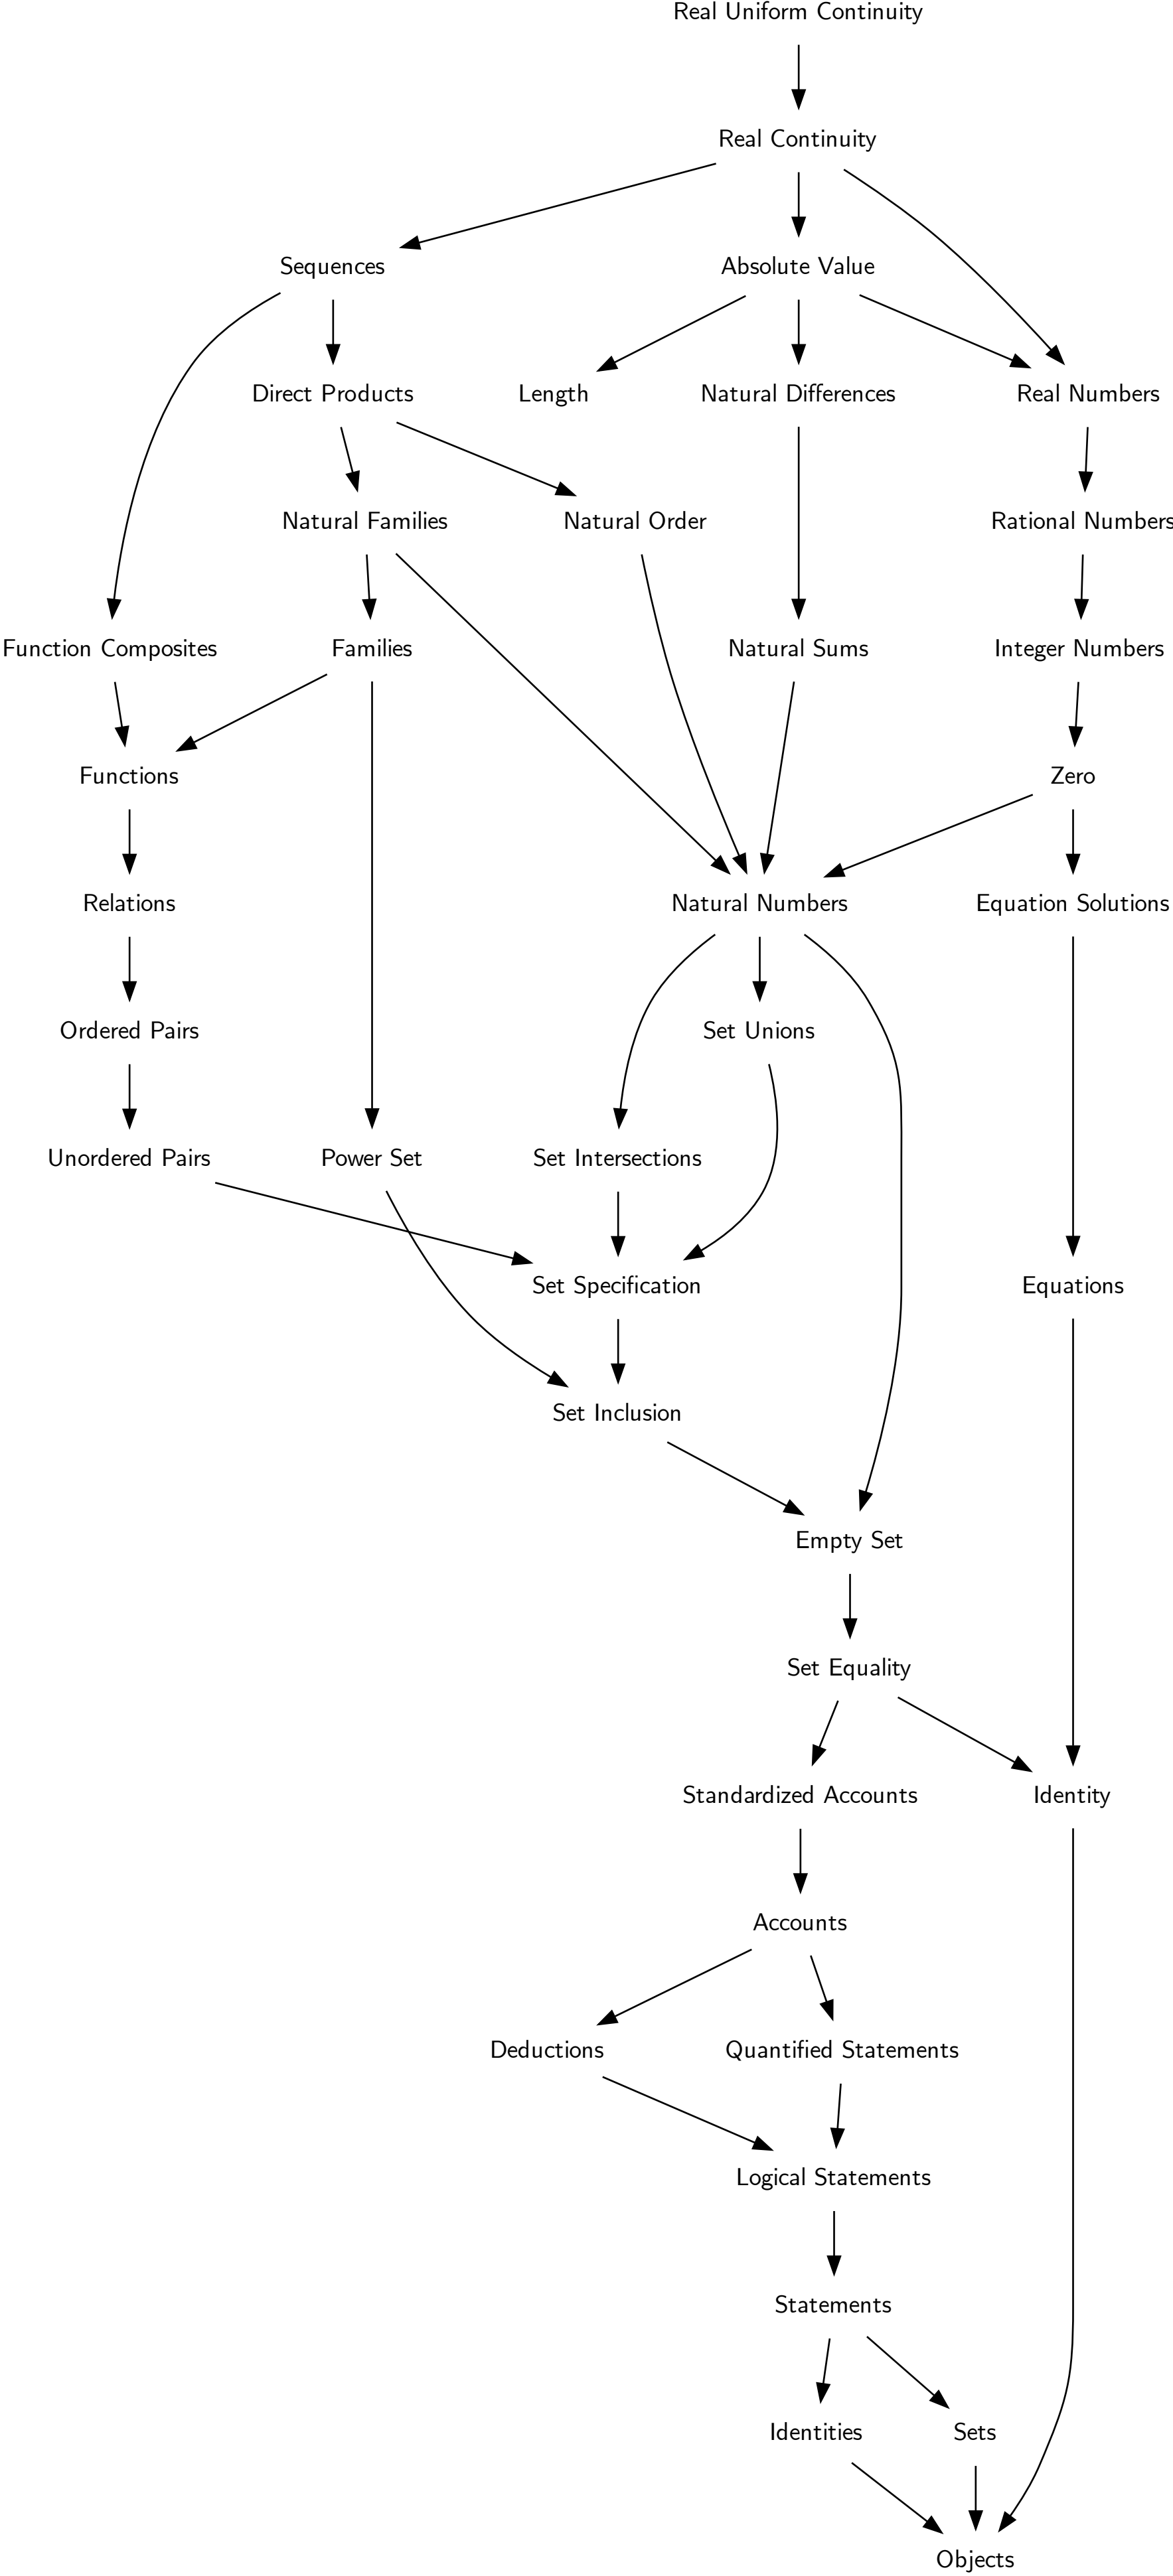 Real Uniform Continuity
Real Continuity
Sequences
Absolute Value
Direct Products
Length
Natural Differences
Real Numbers
Natural Families
Natural Order
Rational Numbers
Function Composites
Families
Natural Sums
Integer Numbers
Functions
Zero
Relations
Natural Numbers
Equation Solutions
Ordered Pairs
Set Unions
Unordered Pairs
Power Set
Set Intersections
Set Specification
Equations
Set Inclusion
Empty Set
Set Equality
Standardized Accounts
Identity
Accounts
Deductions
Quantified Statements
Logical Statements
Statements
Identities
Sets
Objects